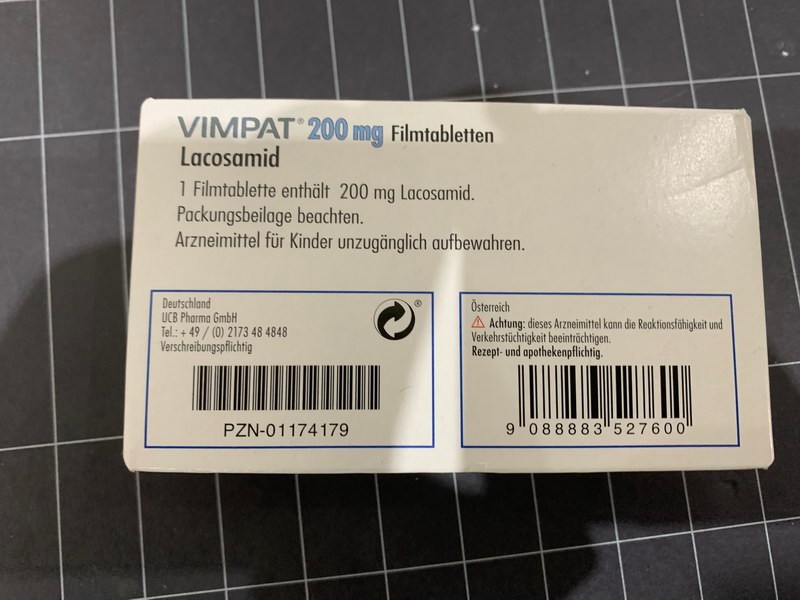 VIMPAT® 200 mg Filmtabletten
Lacosamid
1 Filmtablette enthält 200 mg Lacosamid.
Packungsbeilage beachten.
Arzneimittel für Kinder unzugänglich aufbewahren.
Deutschland
UCB Pharma GmbH
Tel.: + 49 / (0) 2173 48 4848
Verschreibungspflichtig
®
PZN-01174179
Österreich
Achtung: dieses Arzneimittel kann die Reaktionsfähigkeit und
Verkehrstüchtigkeit beeinträchtigen.
Rezept- und apothekenpflichtig.
9 088883 527600